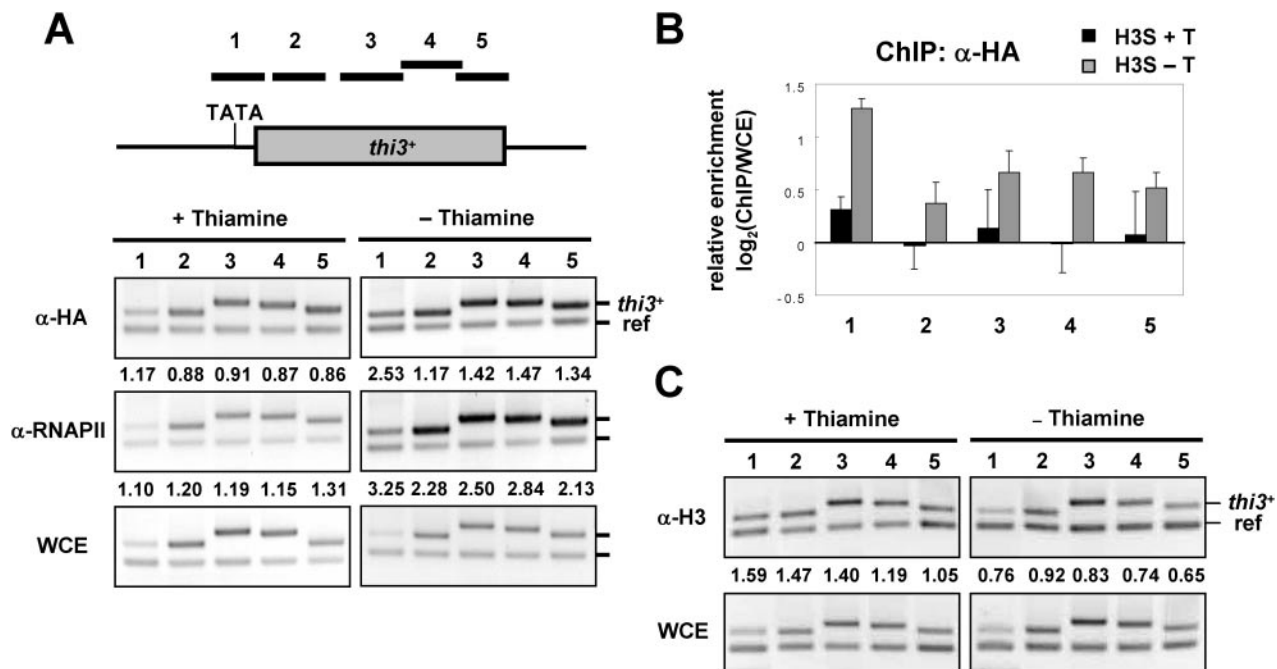 A
1 2 3 4 5
TATA
thi3⁺
+ Thiamine – Thiamine
1 2 3 4 5 1 2 3 4 5
α-HA thi3⁺
ref
1.17 0.88 0.91 0.87 0.86 2.53 1.17 1.42 1.47 1.34
α-RNAPII
1.10 1.20 1.19 1.15 1.31 3.25 2.28 2.50 2.84 2.13
WCE
B
ChIP: α-HA
H3S + T
H3S – T
relative enrichment
log₂(ChIP/WCE)
1.5
1
0.5
0
- 0.5
1 2 3 4 5
C
+ Thiamine – Thiamine
1 2 3 4 5 1 2 3 4 5
α-H3 thi3⁺
ref
1.59 1.47 1.40 1.19 1.05 0.76 0.92 0.83 0.74 0.65
WCE